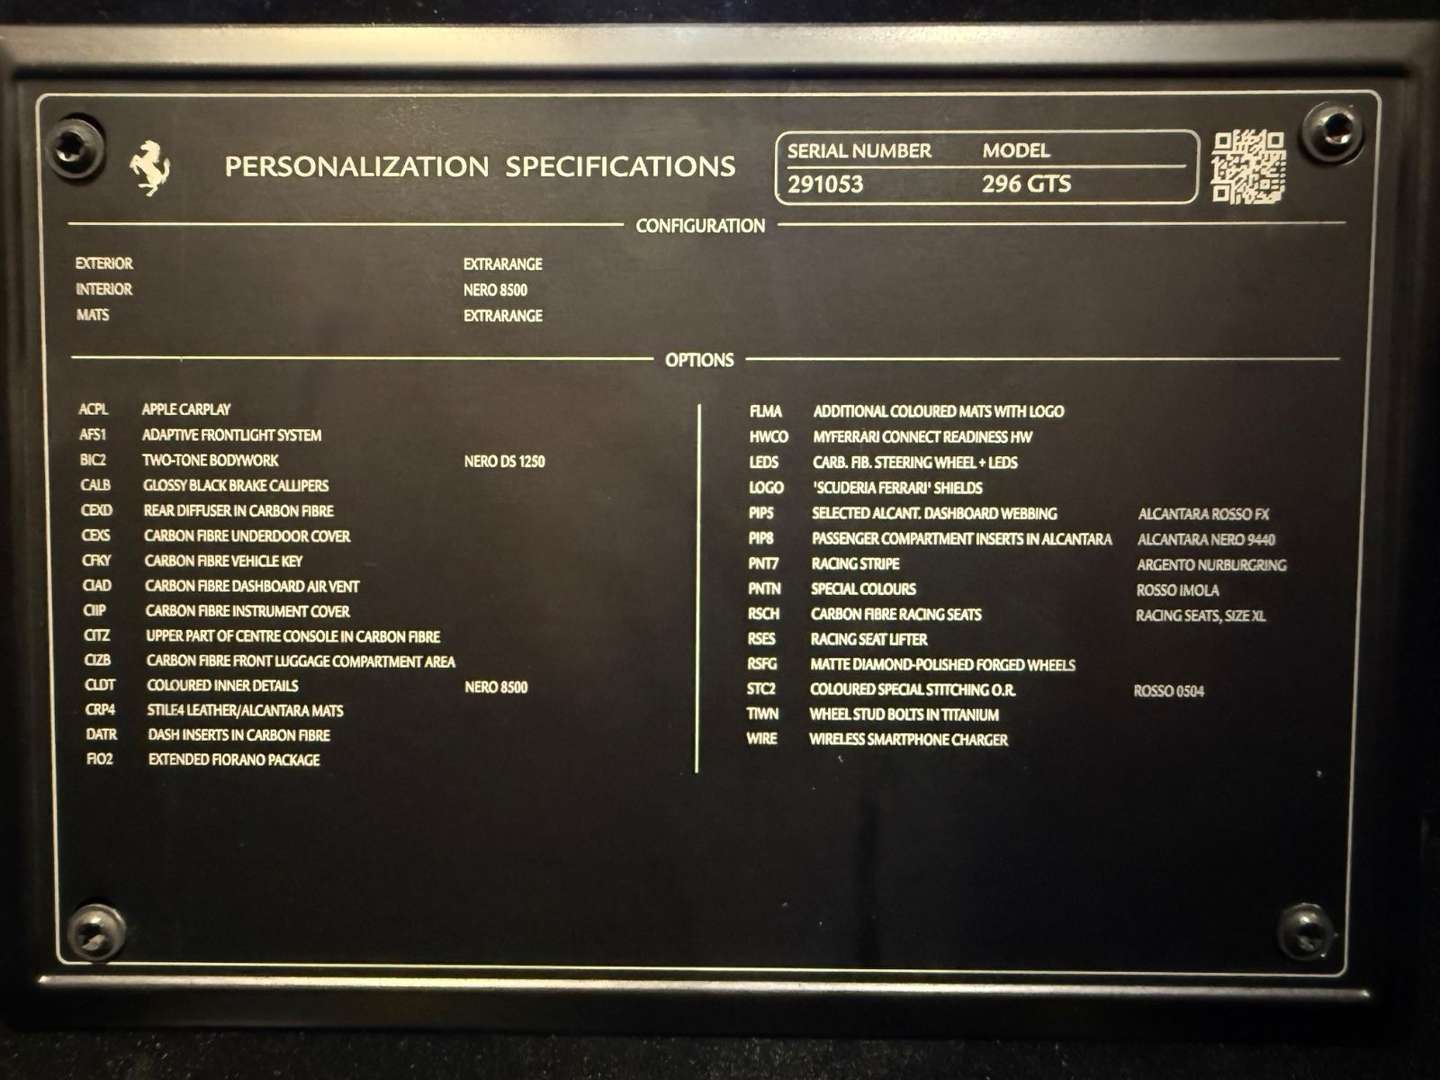 PERSONALIZATION SPECIFICATIONS
SERIAL NUMBER MODEL
291053 296 GTS
CONFIGURATION
EXTERIOR EXTRARANGE
INTERIOR NERO 8500
MATS EXTRARANGE
OPTIONS
ACPL APPLE CARPLAY
AFS1 ADAPTIVE FRONTLIGHT SYSTEM
BIC2 TWO-TONE BODYWORK NERO DS 1250
CALB GLOSSY BLACK BRAKE CALLIPERS
CEXD REAR DIFFUSER IN CARBON FIBRE
CEXS CARBON FIBRE UNDERDOOR COVER
CFKY CARBON FIBRE VEHICLE KEY
CIAD CARBON FIBRE DASHBOARD AIR VENT
CIIP CARBON FIBRE INSTRUMENT COVER
CITZ UPPER PART OF CENTRE CONSOLE IN CARBON FIBRE
CIZB CARBON FIBRE FRONT LUGGAGE COMPARTMENT AREA
CLDT COLOURED INNER DETAILS NERO 8500
CRP4 STILE4 LEATHER/ALCANTARA MATS
DATR DASH INSERTS IN CARBON FIBRE
FIO2 EXTENDED FIORANO PACKAGE
FLMA ADDITIONAL COLOURED MATS WITH LOGO
HWCO MYFERRARI CONNECT READINESS HW
LEDS CARB. FIB. STEERING WHEEL + LEDS
LOGO 'SCUDERIA FERRARI' SHIELDS
PIP5 SELECTED ALCANT. DASHBOARD WEBBING ALCANTARA ROSSO FX
PIP8 PASSENGER COMPARTMENT INSERTS IN ALCANTARA ALCANTARA NERO 9440
PNT7 RACING STRIPE ARGENTO NURBURGRING
PNTN SPECIAL COLOURS ROSSO IMOLA
RSCH CARBON FIBRE RACING SEATS RACING SEATS, SIZE XL
RSES RACING SEAT LIFTER
RSFG MATTE DIAMOND-POLISHED FORGED WHEELS
STC2 COLOURED SPECIAL STITCHING O.R. ROSSO 0504
TIWN WHEEL STUD BOLTS IN TITANIUM
WIRE WIRELESS SMARTPHONE CHARGER